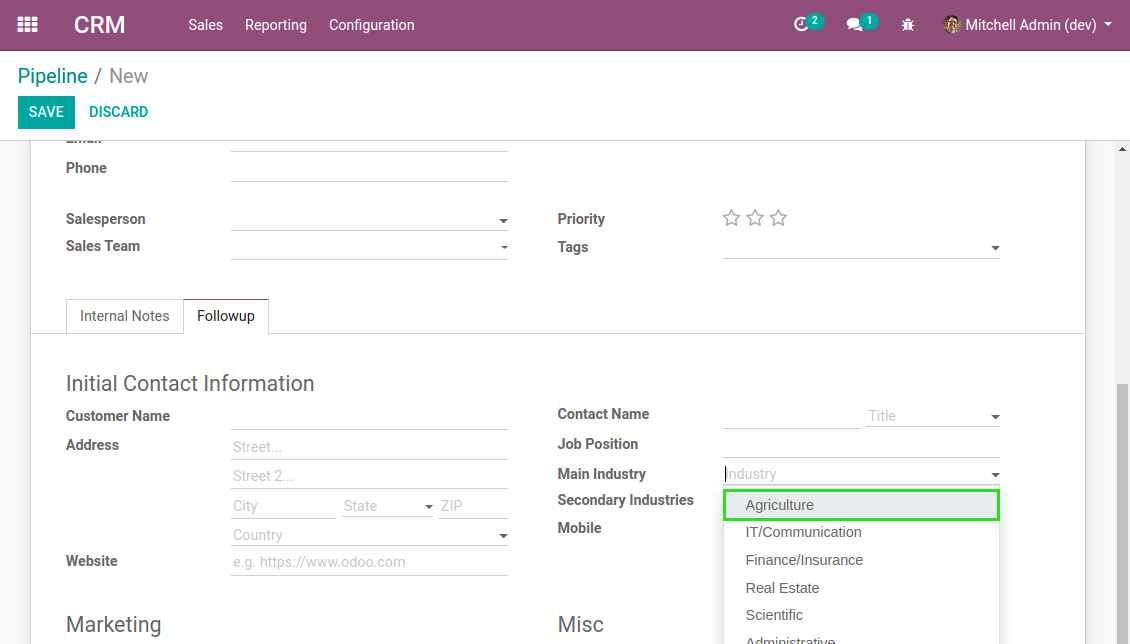 CRM Sales Reporting Configuration 2 1 Mitchell Admin (dev)
Pipeline / New
SAVE DISCARD
Email
Phone
Salesperson Priority
Sales Team Tags
Internal Notes Followup
Initial Contact Information
Customer Name Contact Name Title
Address Street... Job Position
Street 2... Main Industry Industry
City State ZIP Secondary Industries Agriculture
Country Mobile IT/Communication
Website e.g. https://www.odoo.com Finance/Insurance
Real Estate
Scientific
Marketing Misc Administrative